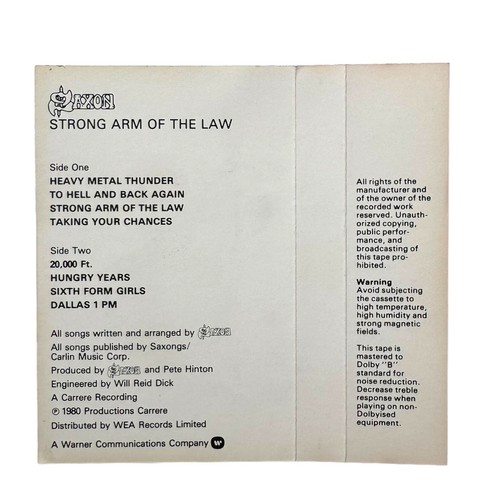 SAXON
STRONG ARM OF THE LAW
Side One
HEAVY METAL THUNDER
TO HELL AND BACK AGAIN
STRONG ARM OF THE LAW
TAKING YOUR CHANCES
Side Two
20,000 Ft.
HUNGRY YEARS
SIXTH FORM GIRLS
DALLAS 1 PM
All songs written and arranged by SAXON
All songs published by Saxongs/
Carlin Music Corp.
Produced by SAXON and Pete Hinton
Engineered by Will Reid Dick
A Carrere Recording
℗ 1980 Productions Carrere
Distributed by WEA Records Limited
A Warner Communications Company
All rights of the
manufacturer and
of the owner of the
recorded work
reserved. Unauth-
orized copying,
public perfor-
mance, and
broadcasting of
this tape pro-
hibited.
Warning
Avoid subjecting
the cassette to
high temperature,
high humidity and
strong magnetic
fields.
This tape is
mastered to
Dolby "B"
standard for
noise reduction.
Decrease treble
response when
playing on non-
Dolbyised
equipment.